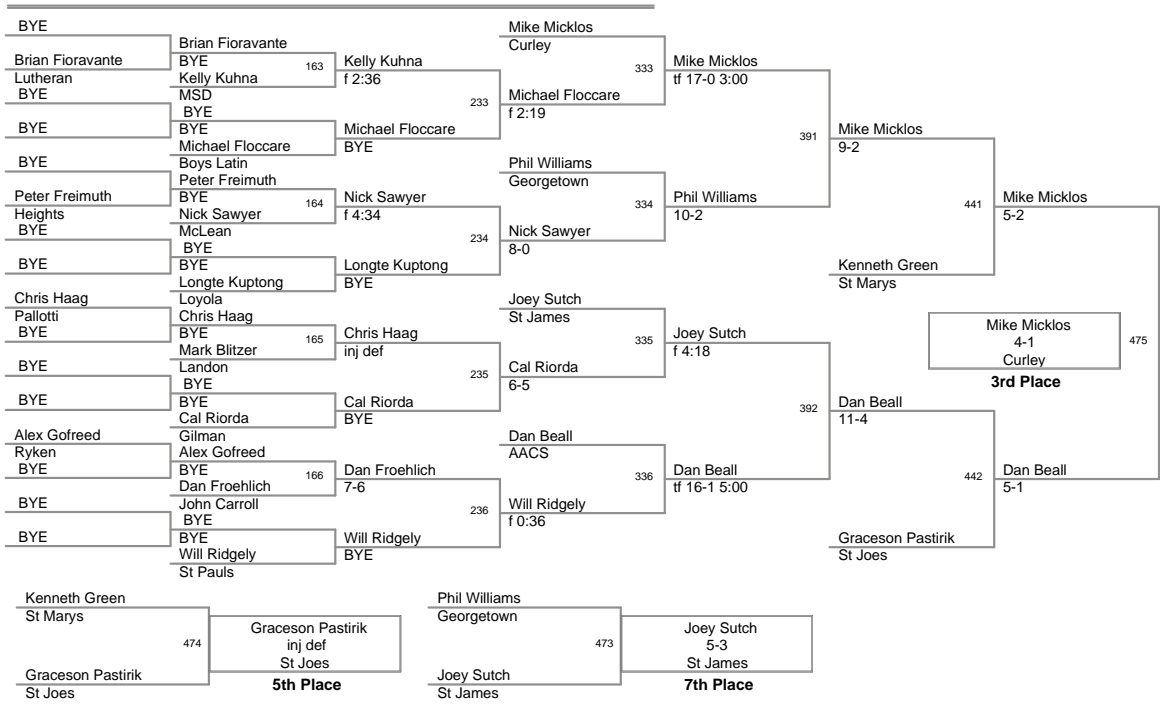 BYE
Brian Fioravante
Lutheran
BYE
BYE
BYE
Peter Freimuth
Heights
BYE
BYE
Chris Haag
Pallotti
BYE
BYE
BYE
Alex Gofreed
Ryken
BYE
BYE
BYE
Brian Fioravante
BYE
163
Kelly Kuhna
MSD
BYE
BYE
Michael Floccare
Boys Latin
Peter Freimuth
BYE
164
Nick Sawyer
McLean
BYE
BYE
Longte Kuptong
Loyola
Chris Haag
BYE
165
Mark Blitzer
Landon
BYE
BYE
Cal Riorda
Gilman
Alex Gofreed
BYE
166
Dan Froehlich
John Carroll
BYE
BYE
Will Ridgely
St Pauls
Kelly Kuhna
f 2:36
233
Michael Floccare
BYE
Nick Sawyer
f 4:34
234
Longte Kuptong
BYE
Chris Haag
inj def
235
Cal Riorda
BYE
Dan Froehlich
7-6
236
Will Ridgely
BYE
Mike Micklos
Curley
333
Michael Floccare
f 2:19
Phil Williams
Georgetown
334
Nick Sawyer
8-0
Joey Sutch
St James
335
Cal Riorda
6-5
Dan Beall
AACS
336
Will Ridgely
f 0:36
Mike Micklos
tf 17-0 3:00
391
Phil Williams
10-2
Joey Sutch
f 4:18
392
Dan Beall
tf 16-1 5:00
Mike Micklos
9-2
441
Kenneth Green
St Marys
Dan Beall
11-4
442
Graceson Pastirik
St Joes
Mike Micklos
5-2
Mike Micklos
4-1
Curley
475
3rd Place
Dan Beall
5-1
Kenneth Green
St Marys
474
Graceson Pastirik
St Joes
Graceson Pastirik
inj def
St Joes
5th Place
Phil Williams
Georgetown
473
Joey Sutch
St James
Joey Sutch
5-3
St James
7th Place